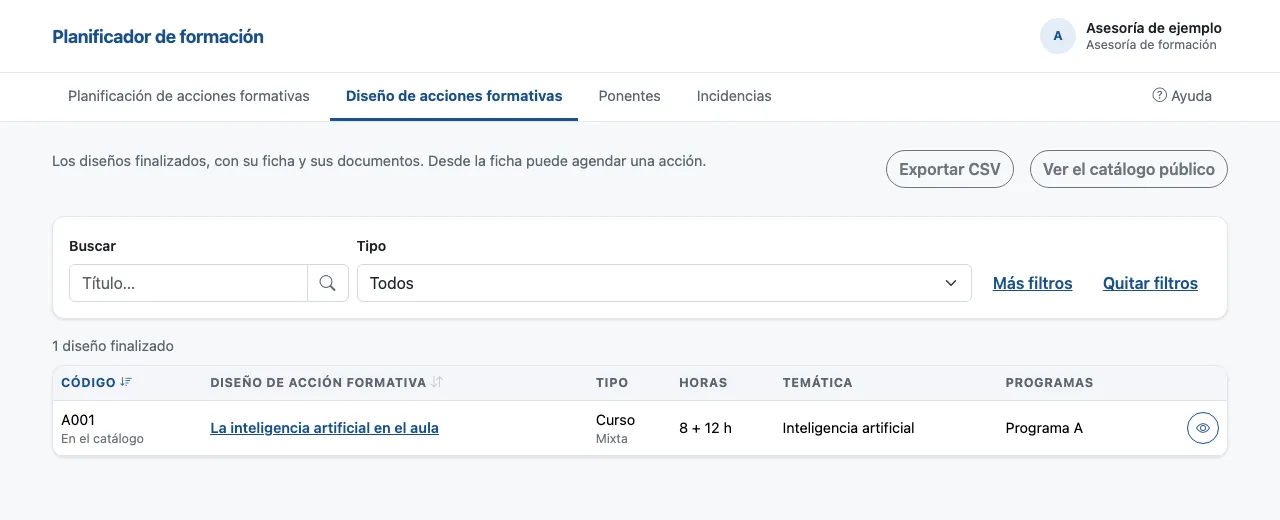 Planificador de formación
A
Asesoría de ejemplo
Asesoría de formación
Planificación de acciones formativas
Diseño de acciones formativas
Ponentes
Incidencias
Ayuda
Los diseños finalizados, con su ficha y sus documentos. Desde la ficha puede agendar una acción.
Exportar CSV
Ver el catálogo público
Buscar
Tipo
Título...
Todos
Más filtros
Quitar filtros
1 diseño finalizado
CÓDIGO
DISEÑO DE ACCIÓN FORMATIVA
TIPO
HORAS
TEMÁTICA
PROGRAMAS
A001
En el catálogo
La inteligencia artificial en el aula
Curso
Mixta
8 + 12 h
Inteligencia artificial
Programa A